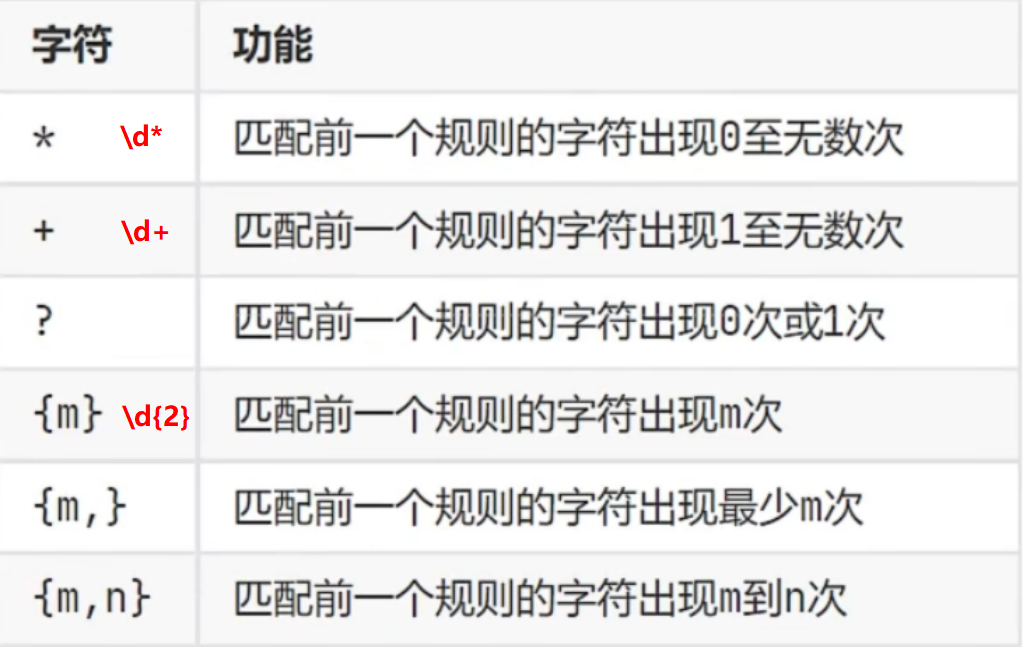 字符 功能
* \d* 匹配前一个规则的字符出现0至无数次
+ \d+ 匹配前一个规则的字符出现1至无数次
? 匹配前一个规则的字符出现0次或1次
{m} \d{2} 匹配前一个规则的字符出现m次
{m,} 匹配前一个规则的字符出现最少m次
{m,n} 匹配前一个规则的字符出现m到n次